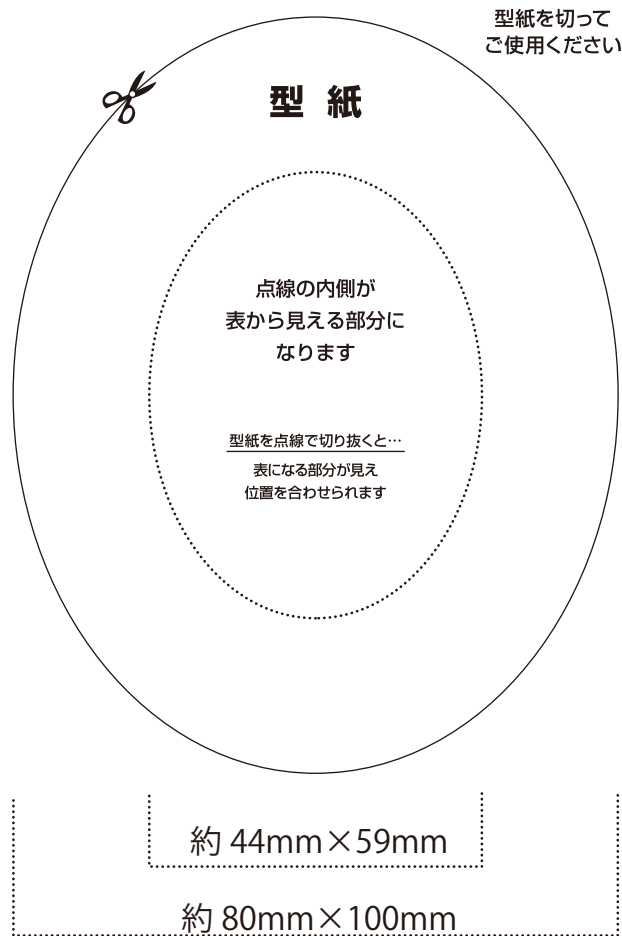 型紙を切って
ご使用ください
型 紙
点線の内側が
表から見える部分に
なります
型紙を点線で切り抜くと…
表になる部分が見え
位置を合わせられます
約 44mm×59mm
約 80mm×100mm